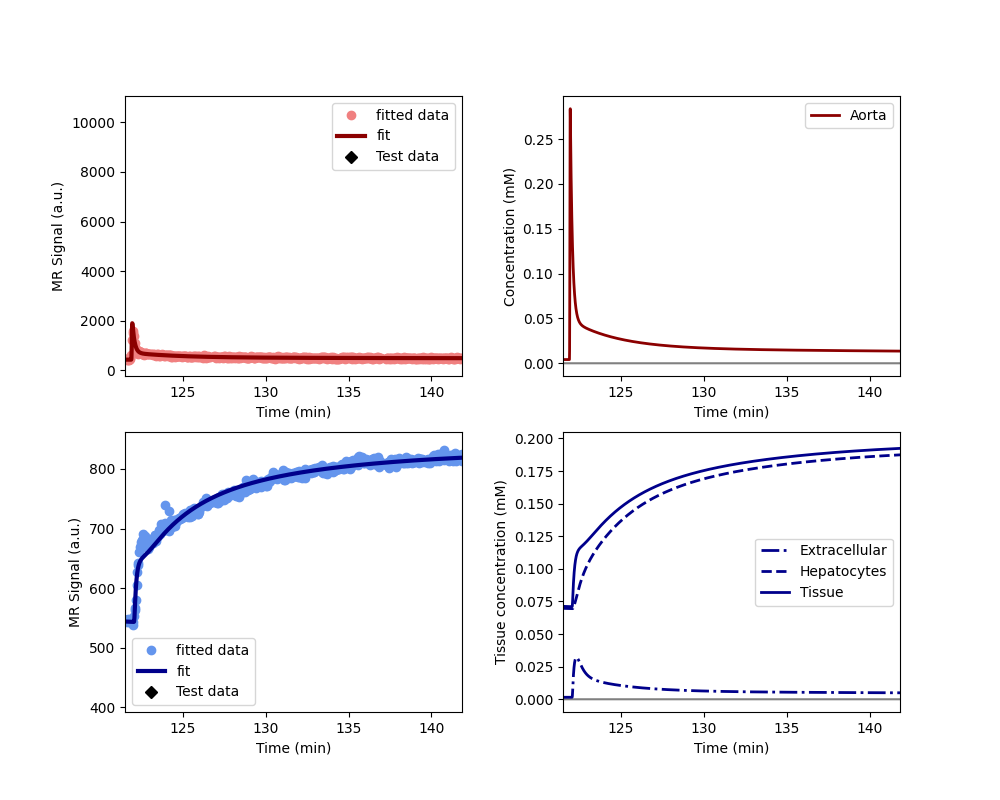 MR Signal (a.u.)
10000
8000
6000
4000
2000
0
125
130
135
140
Time (min)
fitted data
fit
Test data
Concentration (mM)
0.25
0.20
0.15
0.10
0.05
0.00
125
130
135
140
Time (min)
Aorta
MR Signal (a.u.)
800
700
600
500
400
125
130
135
140
Time (min)
fitted data
fit
Test data
Tissue concentration (mM)
0.200
0.175
0.150
0.125
0.100
0.075
0.050
0.025
0.000
125
130
135
140
Time (min)
Extracellular
Hepatocytes
Tissue